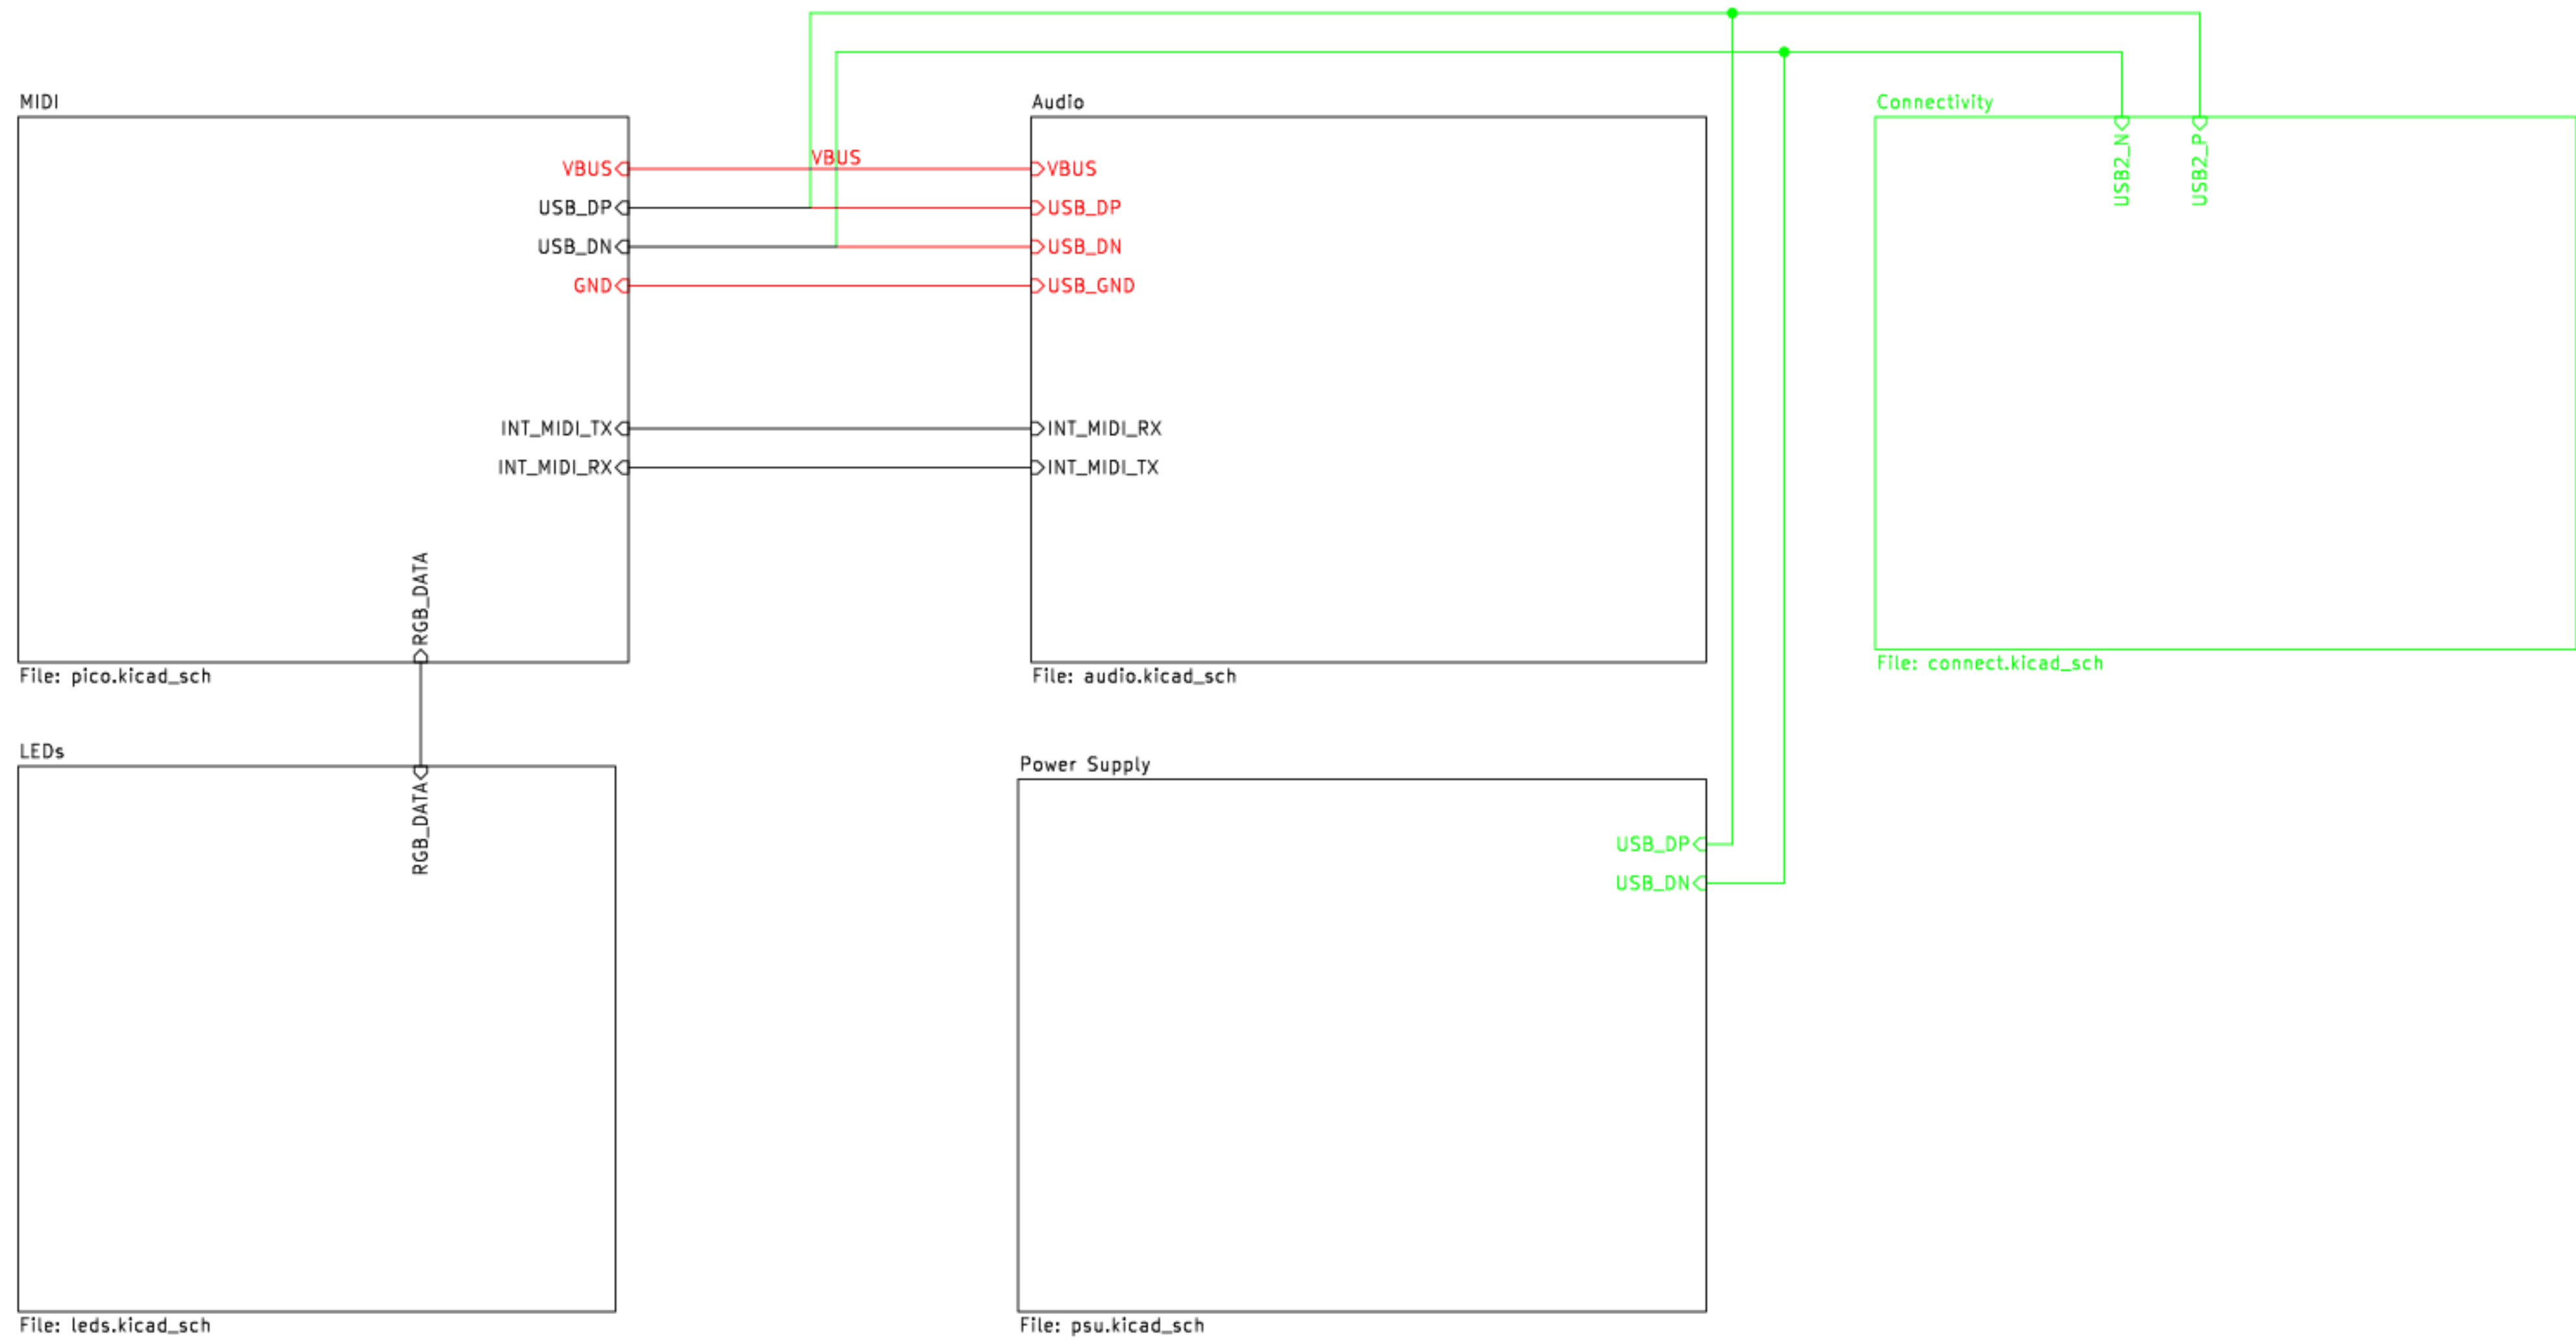 MIDI
VBUS
USB_DP
USB_DN
GND
INT_MIDI_TX
INT_MIDI_RX
RGB_DATA
File: pico.kicad_sch
VBUS
Audio
VBUS
USB_DP
USB_DN
USB_GND
INT_MIDI_RX
INT_MIDI_TX
File: audio.kicad_sch
Connectivity
USB2_N
USB2_P
File: connect.kicad_sch
LEDs
RGB_DATA
File: leds.kicad_sch
Power Supply
USB_DP
USB_DN
File: psu.kicad_sch